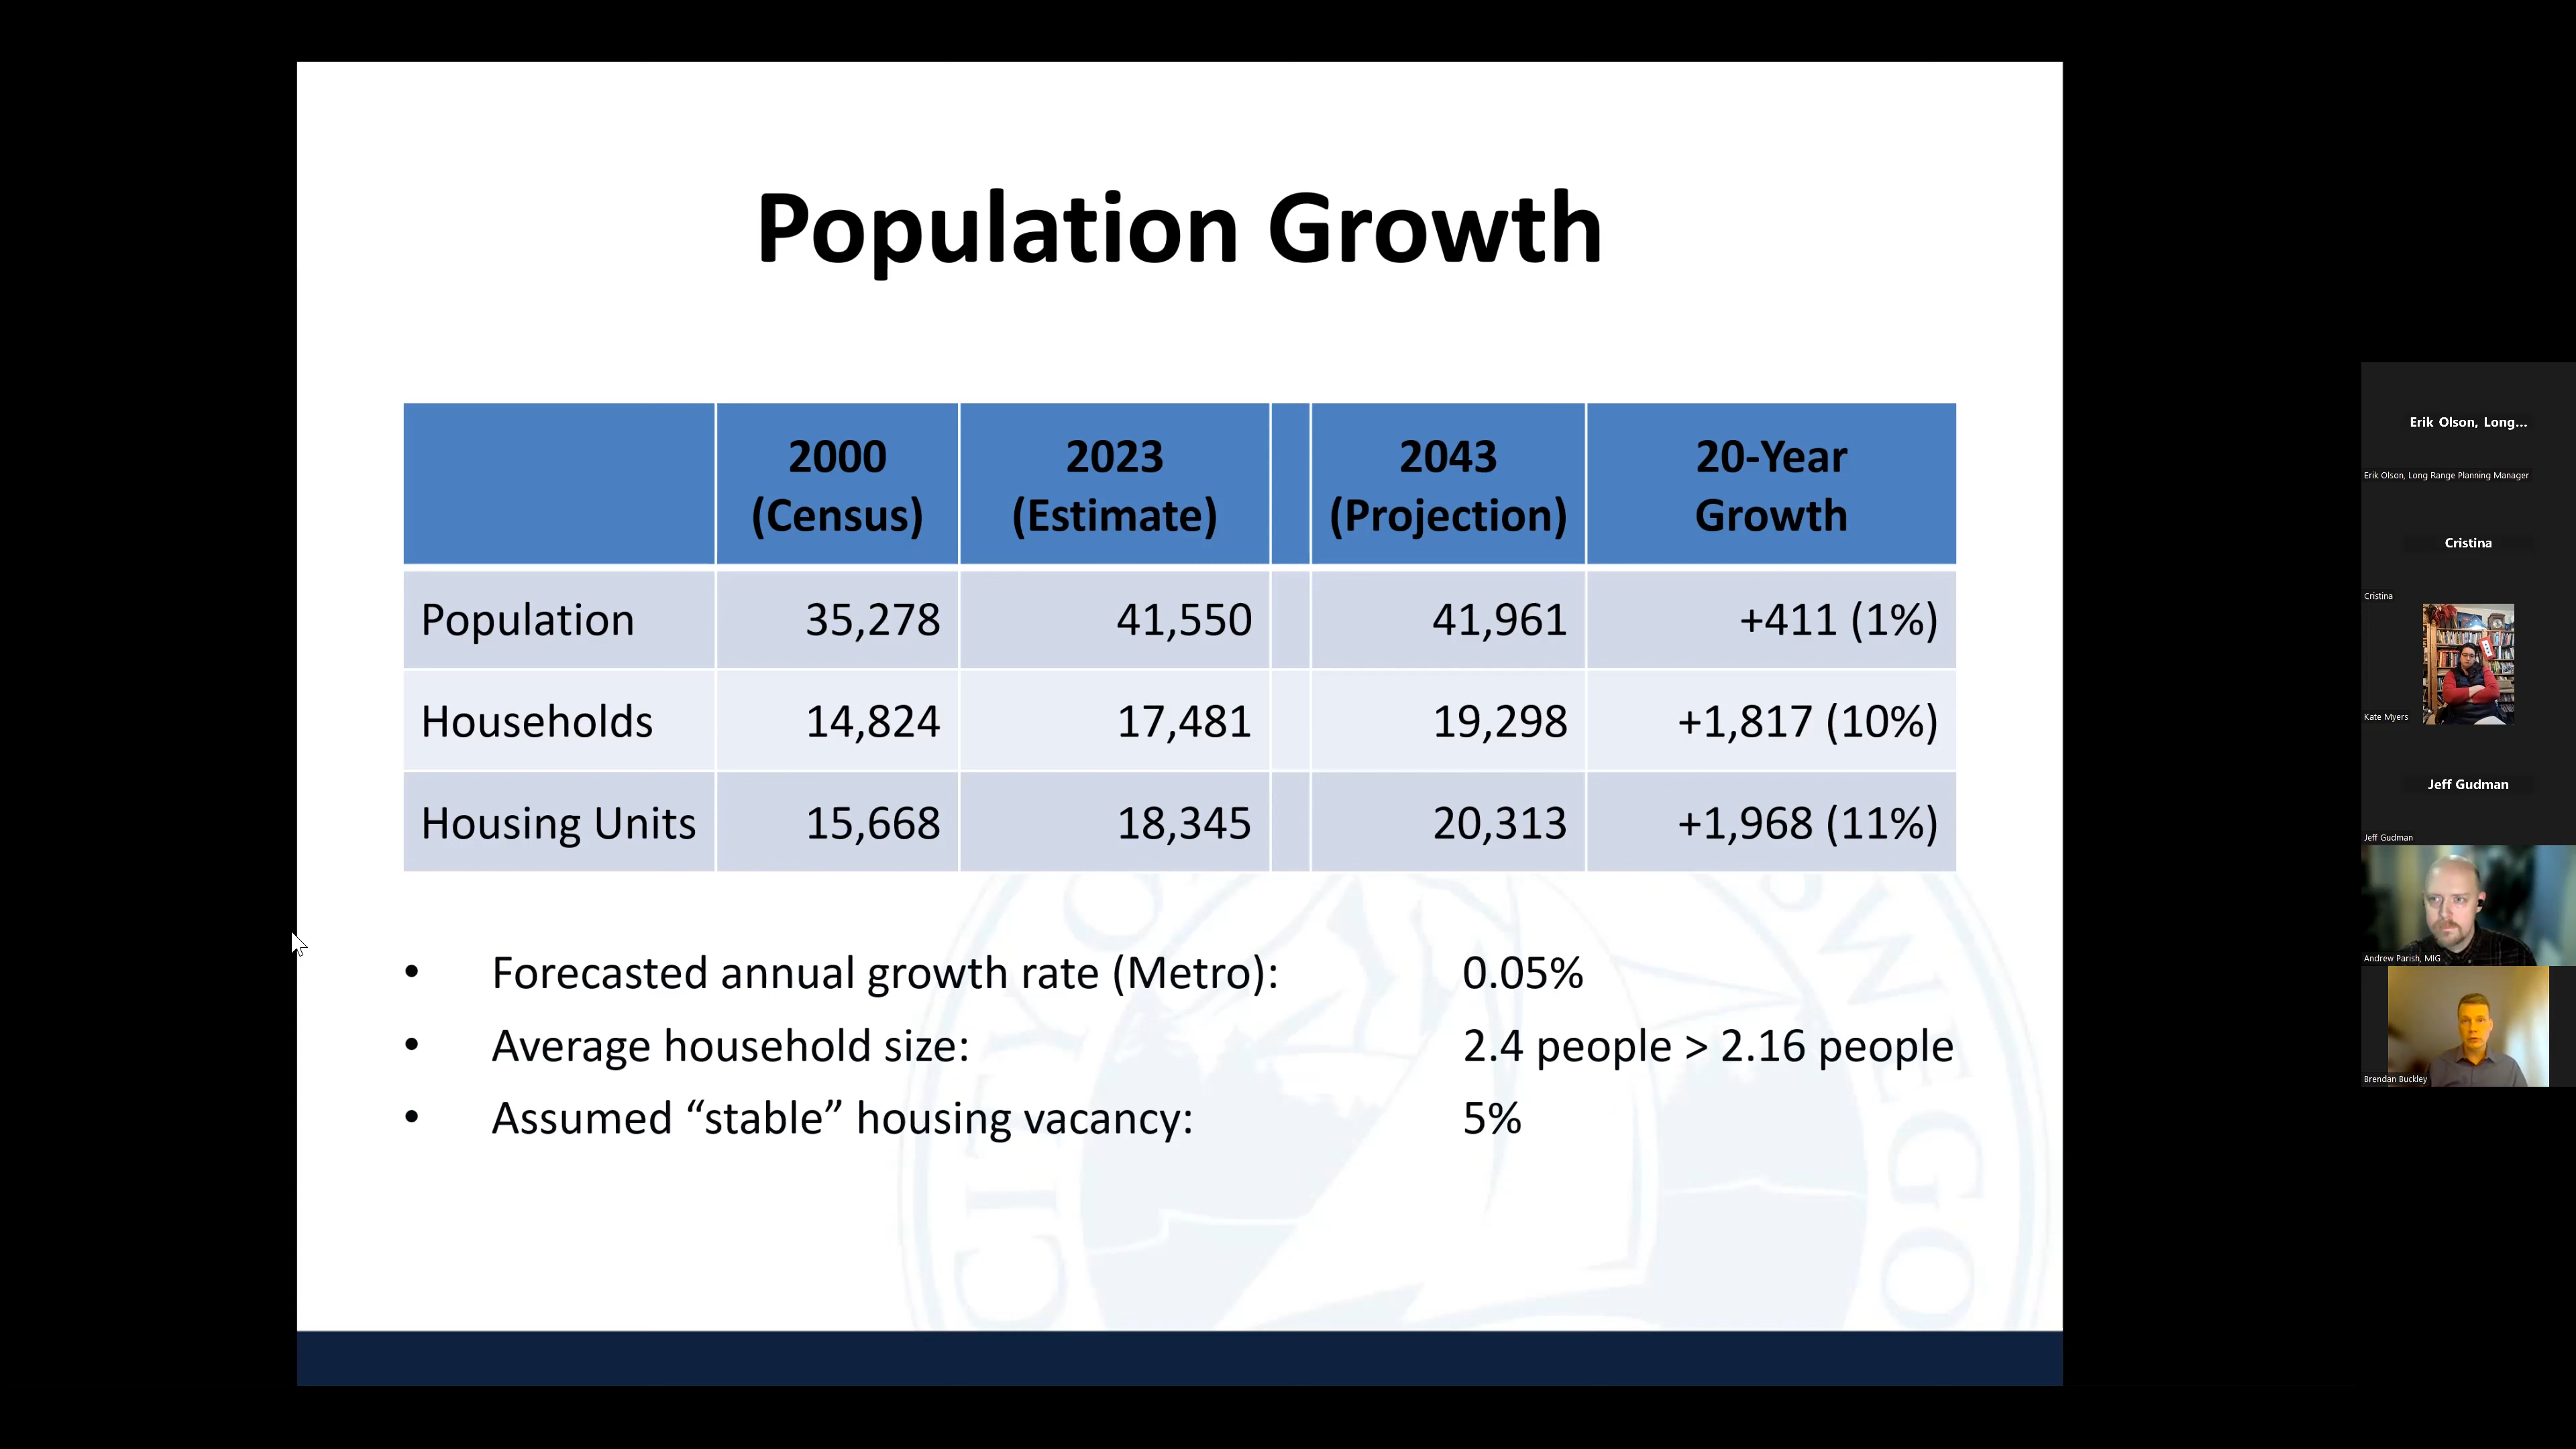 Population Growth
2000 (Census) 2023 (Estimate) 2043 (Projection) 20-Year Growth
Population 35,278 41,550 41,961 +411 (1%)
Households 14,824 17,481 19,298 +1,817 (10%)
Housing Units 15,668 18,345 20,313 +1,968 (11%)
• Forecasted annual growth rate (Metro): 0.05%
• Average household size: 2.4 people > 2.16 people
• Assumed “stable” housing vacancy: 5%
CITY O
WEGO
Erik Olson, Long...
Erik Olson, Long Range Planning Manager
Cristina
Cristina
Kate Myers
Jeff Gudman
Jeff Gudman
Andrew Parish, MIG
Brendan Buckley